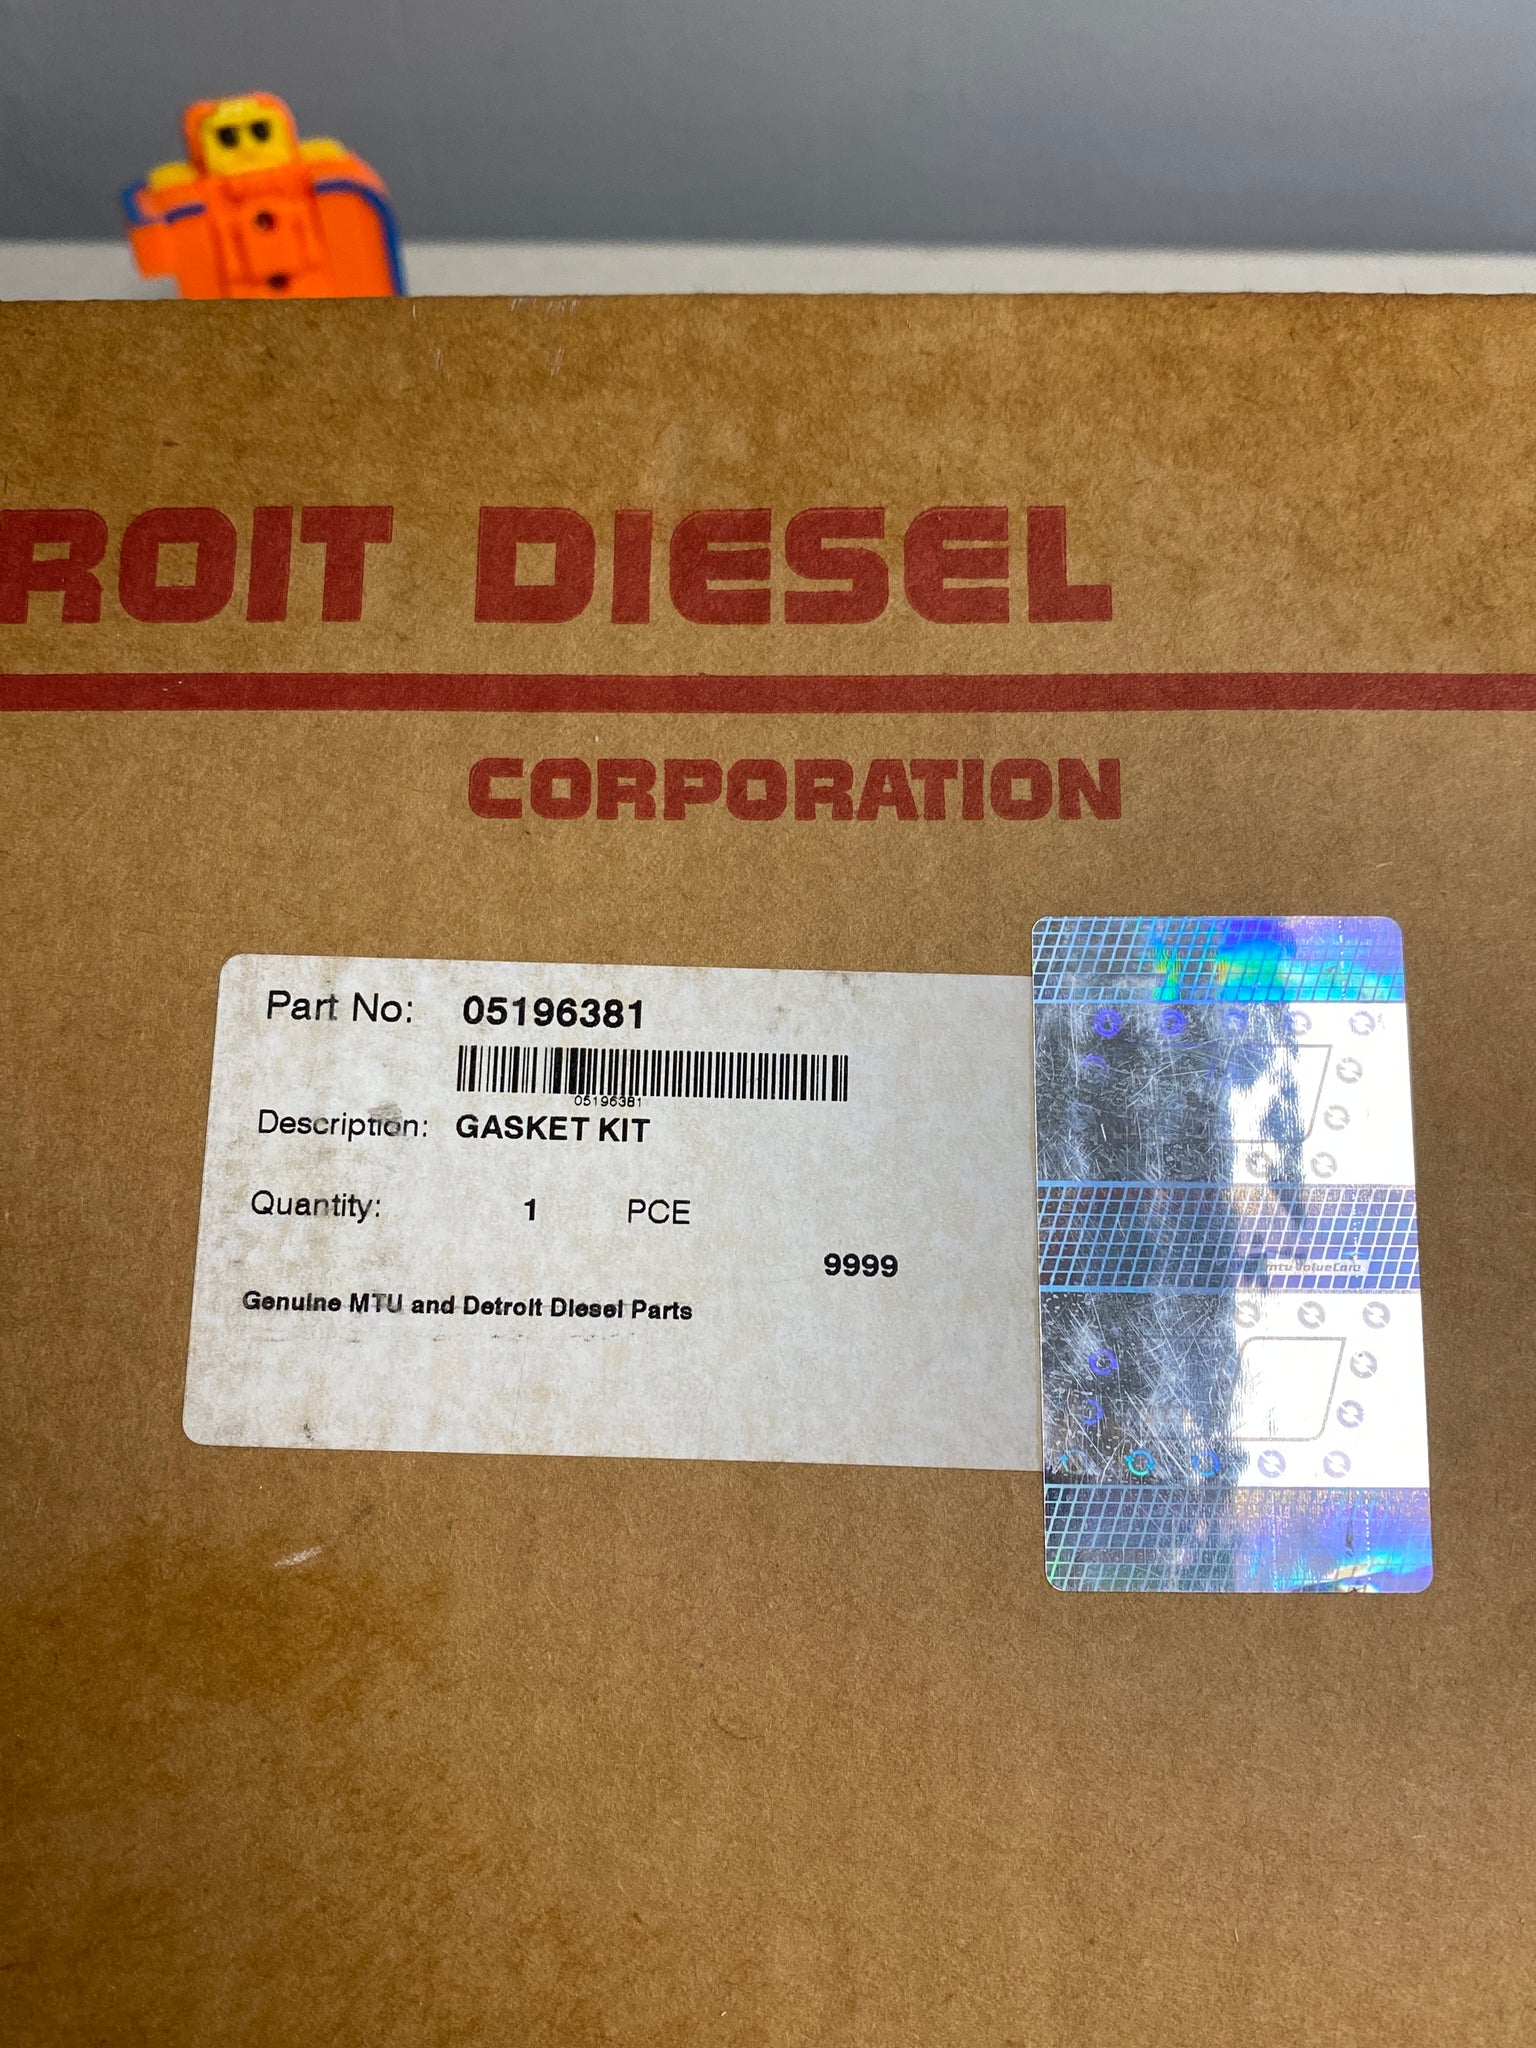 ROIT DIESEL
CORPORATION
Part No: 05196381
05196381
Description: GASKET KIT
Quantity: 1 PCE
9999
Genuine MTU and Detroit Diesel Parts
mtu ValueCard